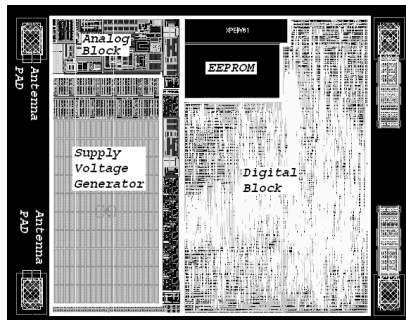 Analog
Block
EEPROM
Antenna
PAD
Supply
Voltage
Generator
Digital
Block
Antenna
PAD